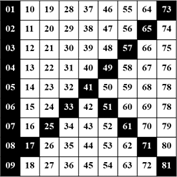 01 10 19 28 37 46 55 64 73
02 11 20 29 38 47 56 65 74
03 12 21 30 39 48 57 66 75
04 13 22 31 40 49 58 67 76
05 14 23 32 41 50 59 68 77
06 15 24 33 42 51 60 69 78
07 16 25 34 43 52 61 70 79
08 17 26 35 44 53 62 71 80
09 18 27 36 45 54 63 72 81